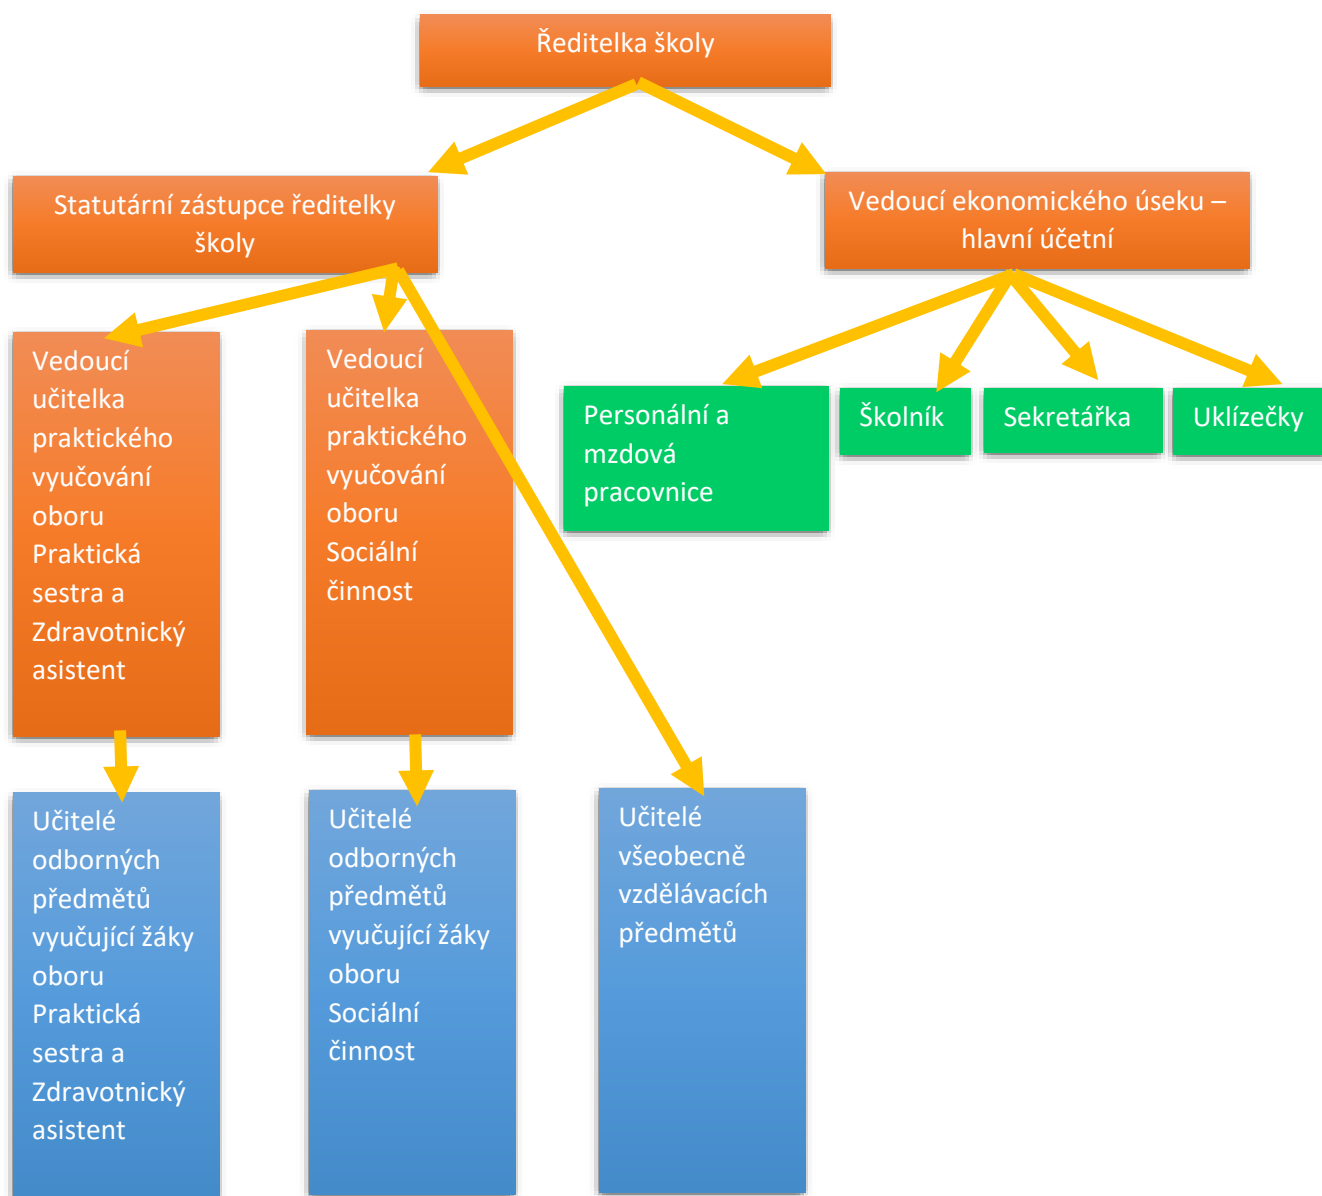 Ředitelka školy
Statutární zástupce ředitelky
školy
Vedoucí ekonomického úseku –
hlavní účetní
Vedoucí
učitelka
praktického
vyučování
oboru
Praktická
sestra a
Zdravotnický
asistent
Vedoucí
učitelka
praktického
vyučování
oboru
Sociální
činnost
Personální a
mzdová
pracovnice
Školník
Sekretářka
Uklízečky
Učitelé
odborných
předmětů
vyučující žáky
oboru
Praktická
sestra a
Zdravotnický
asistent
Učitelé
odborných
předmětů
vyučující žáky
oboru
Sociální
činnost
Učitelé
všeobecně
vzdělávacích
předmětů